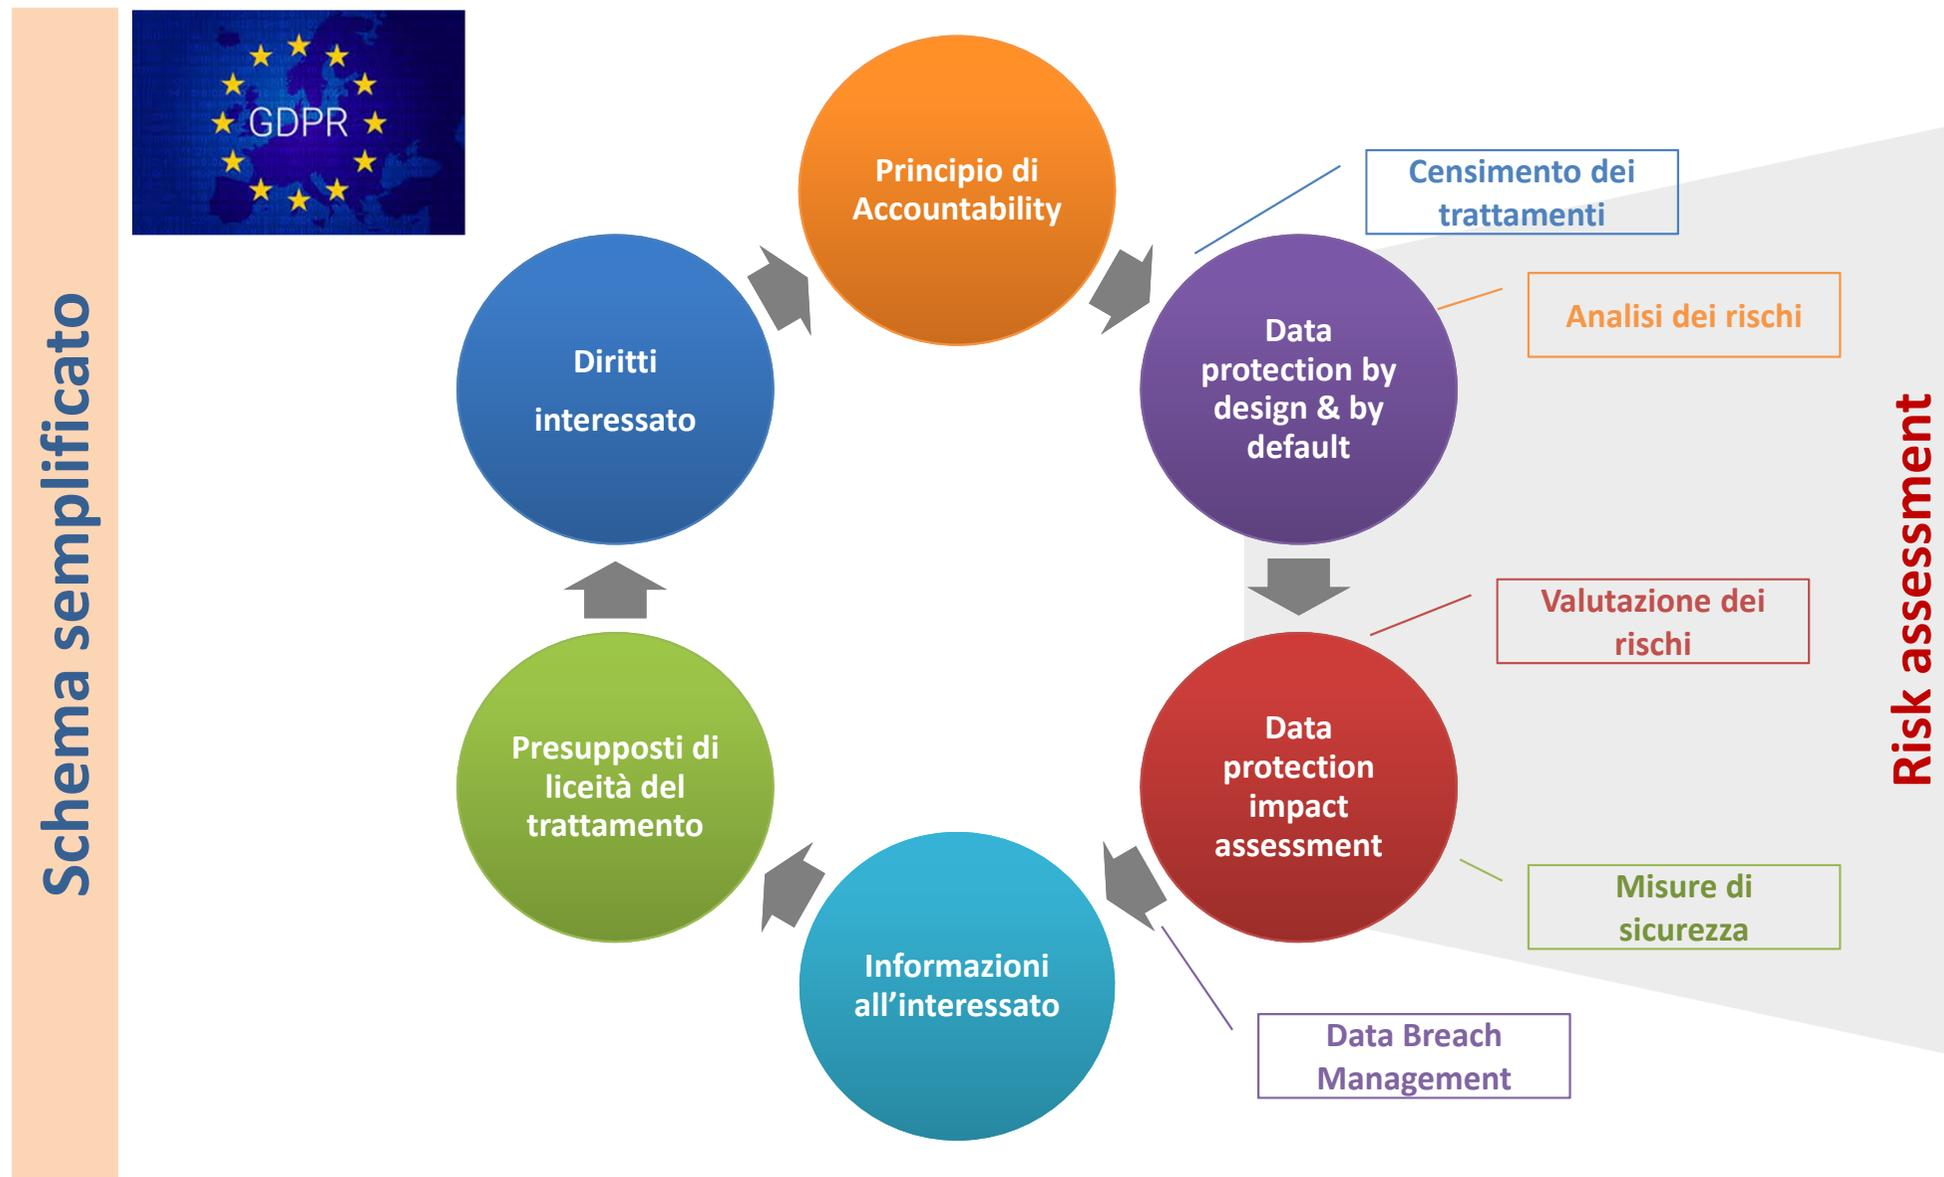 Schema semplificato
GDPR
Principio di
Accountability
Censimento dei
trattamenti
Analisi dei rischi
Data
protection by
design & by
default
Risk assessment
Valutazione dei
rischi
Data
protection
impact
assessment
Misure di
sicurezza
Data Breach
Management
Informazioni
all’interessato
Presupposti di
liceità del
trattamento
Diritti
interessato